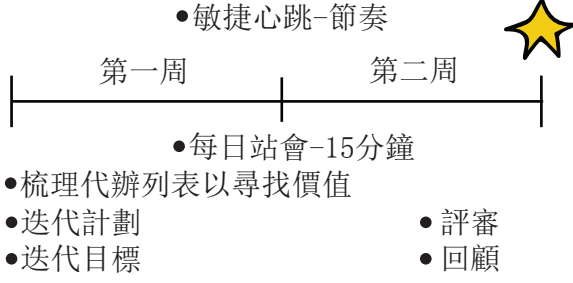 •敏捷心跳-節奏
第一周 第二周
•每日站會-15分鐘
•梳理代辦列表以尋找價值
•迭代計劃 •評審
•迭代目標 •回顧